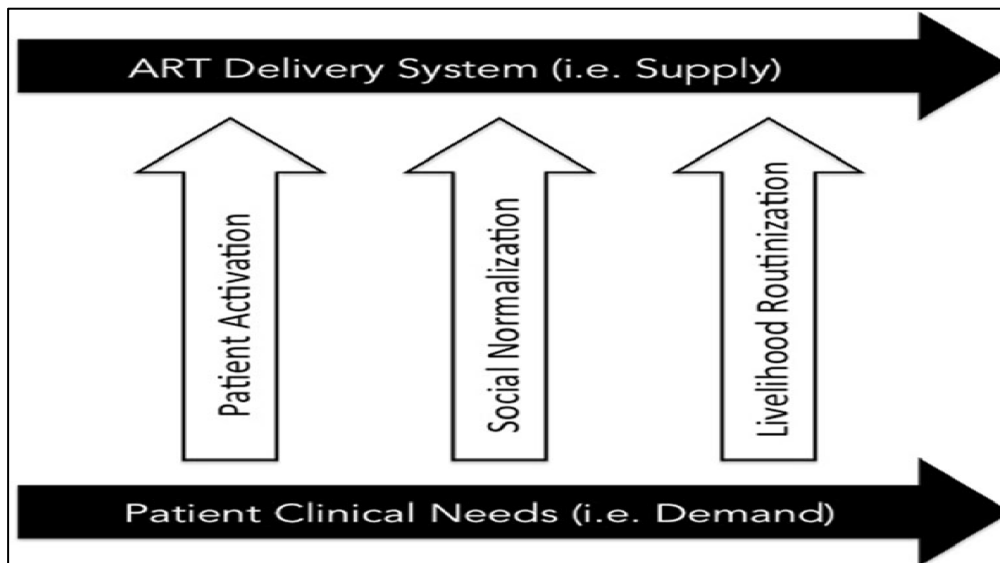 ART Delivery System (i.e. Supply)
Patient Activation
Social Normalization
Livelihood Routinization
Patient Clinical Needs (i.e. Demand)